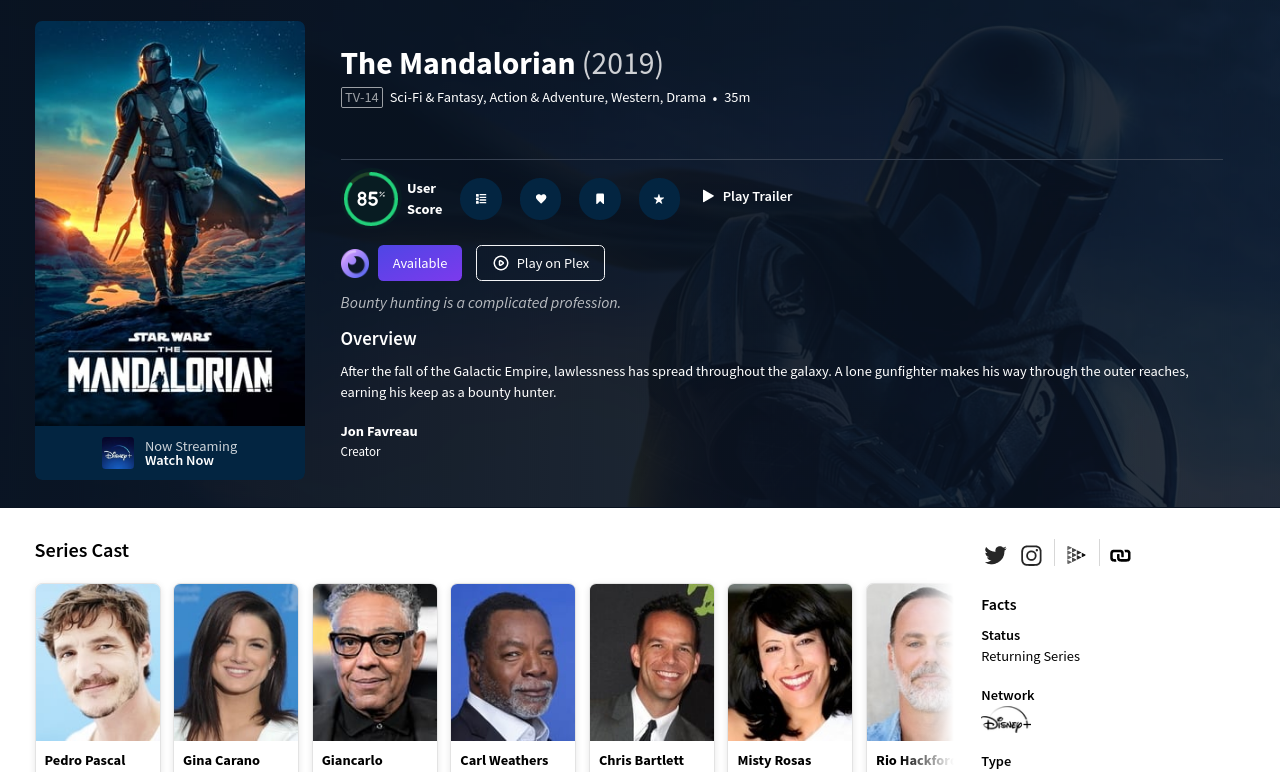 STAR WARS
THE
MANDALORIAN
DISNEY+
Now Streaming
Watch Now
The Mandalorian (2019)
TV-14 Sci-Fi & Fantasy, Action & Adventure, Western, Drama • 35m
85%
User
Score
Play Trailer
Available
Play on Plex
Bounty hunting is a complicated profession.
Overview
After the fall of the Galactic Empire, lawlessness has spread throughout the galaxy. A lone gunfighter makes his way through the outer reaches,
earning his keep as a bounty hunter.
Jon Favreau
Creator
Series Cast
Pedro Pascal
Gina Carano
Giancarlo
Carl Weathers
Chris Bartlett
Misty Rosas
Rio Hackfor
Facts
Status
Returning Series
Network
DISNEY+
Type